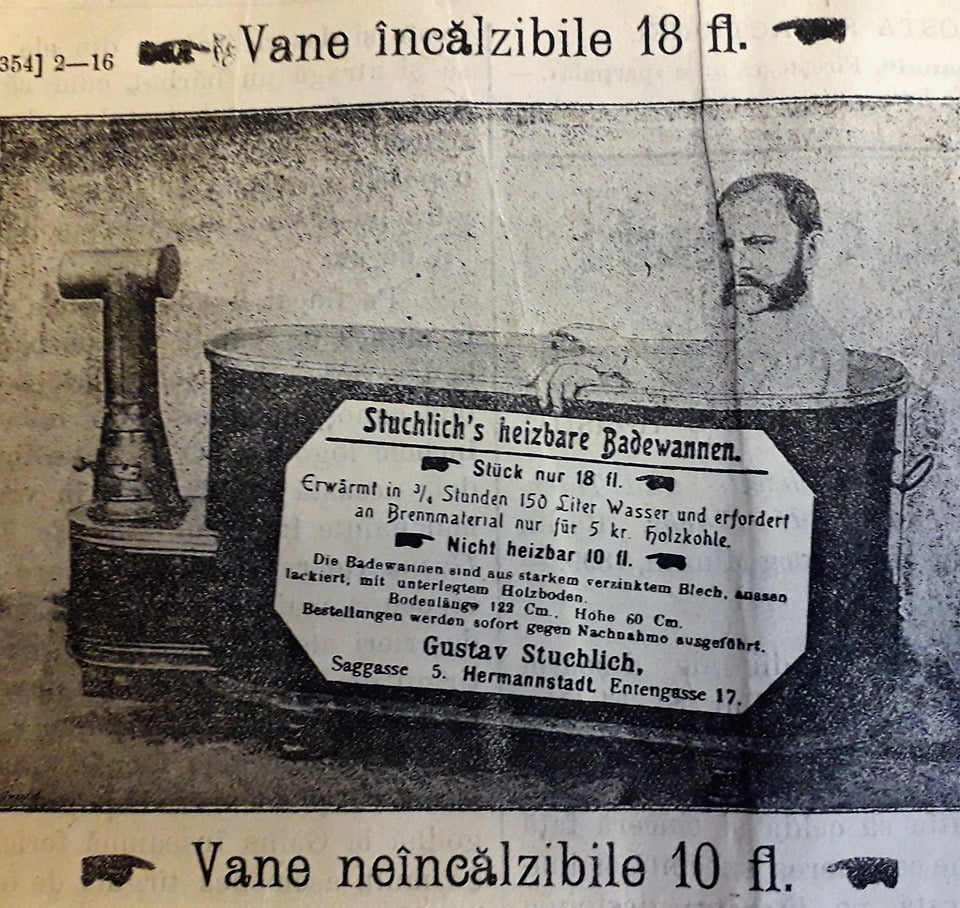 354] 2—16
Vane încălzibile 18 fl.
Stuchlich's heizbare Badewannen.
Stück nur 18 fl.
Erwärmt in ¾ Stunden 150 Liter Wasser und erfordert
an Brennmaterial nur für 5 kr. Holzkohle.
Nicht heizbar 10 fl.
Die Badewannen sind aus starkem verzinktem Blech, aussen
lackiert, mit unterlegtem Holzboden.
Bodenlänge 122 Cm., Höhe 60 Cm.
Bestellungen werden sofort gegen Nachnahme ausgeführt.
Gustav Stuchlich,
Saggasse 5. Hermannstadt Entengasse 17.
Vane neîncălzibile 10 fl.